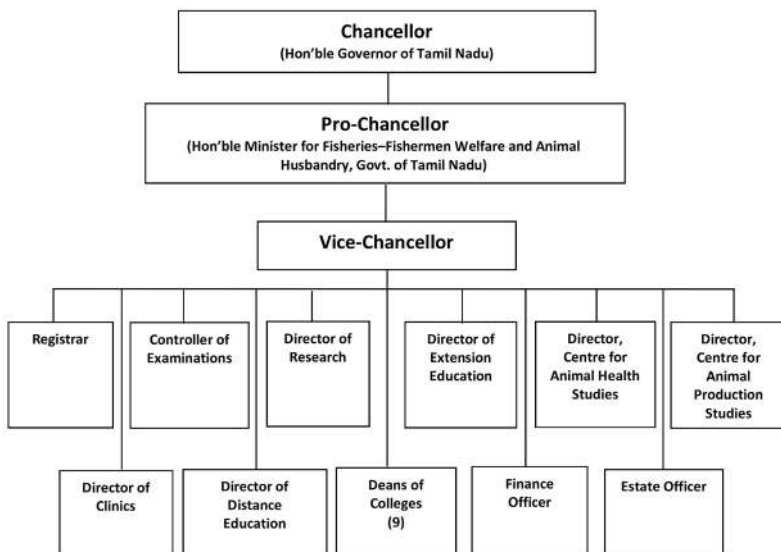 Chancellor
(Hon'ble Governor of Tamil Nadu)
Pro-Chancellor
(Hon'ble Minister for Fisheries–Fishermen Welfare and Animal
Husbandry, Govt. of Tamil Nadu)
Vice-Chancellor
Registrar
Controller of
Examinations
Director of
Research
Director of
Extension
Education
Director,
Centre for
Animal Health
Studies
Director,
Centre for
Animal
Production
Studies
Director of
Clinics
Director of
Distance
Education
Deans of
Colleges
(9)
Finance
Officer
Estate Officer